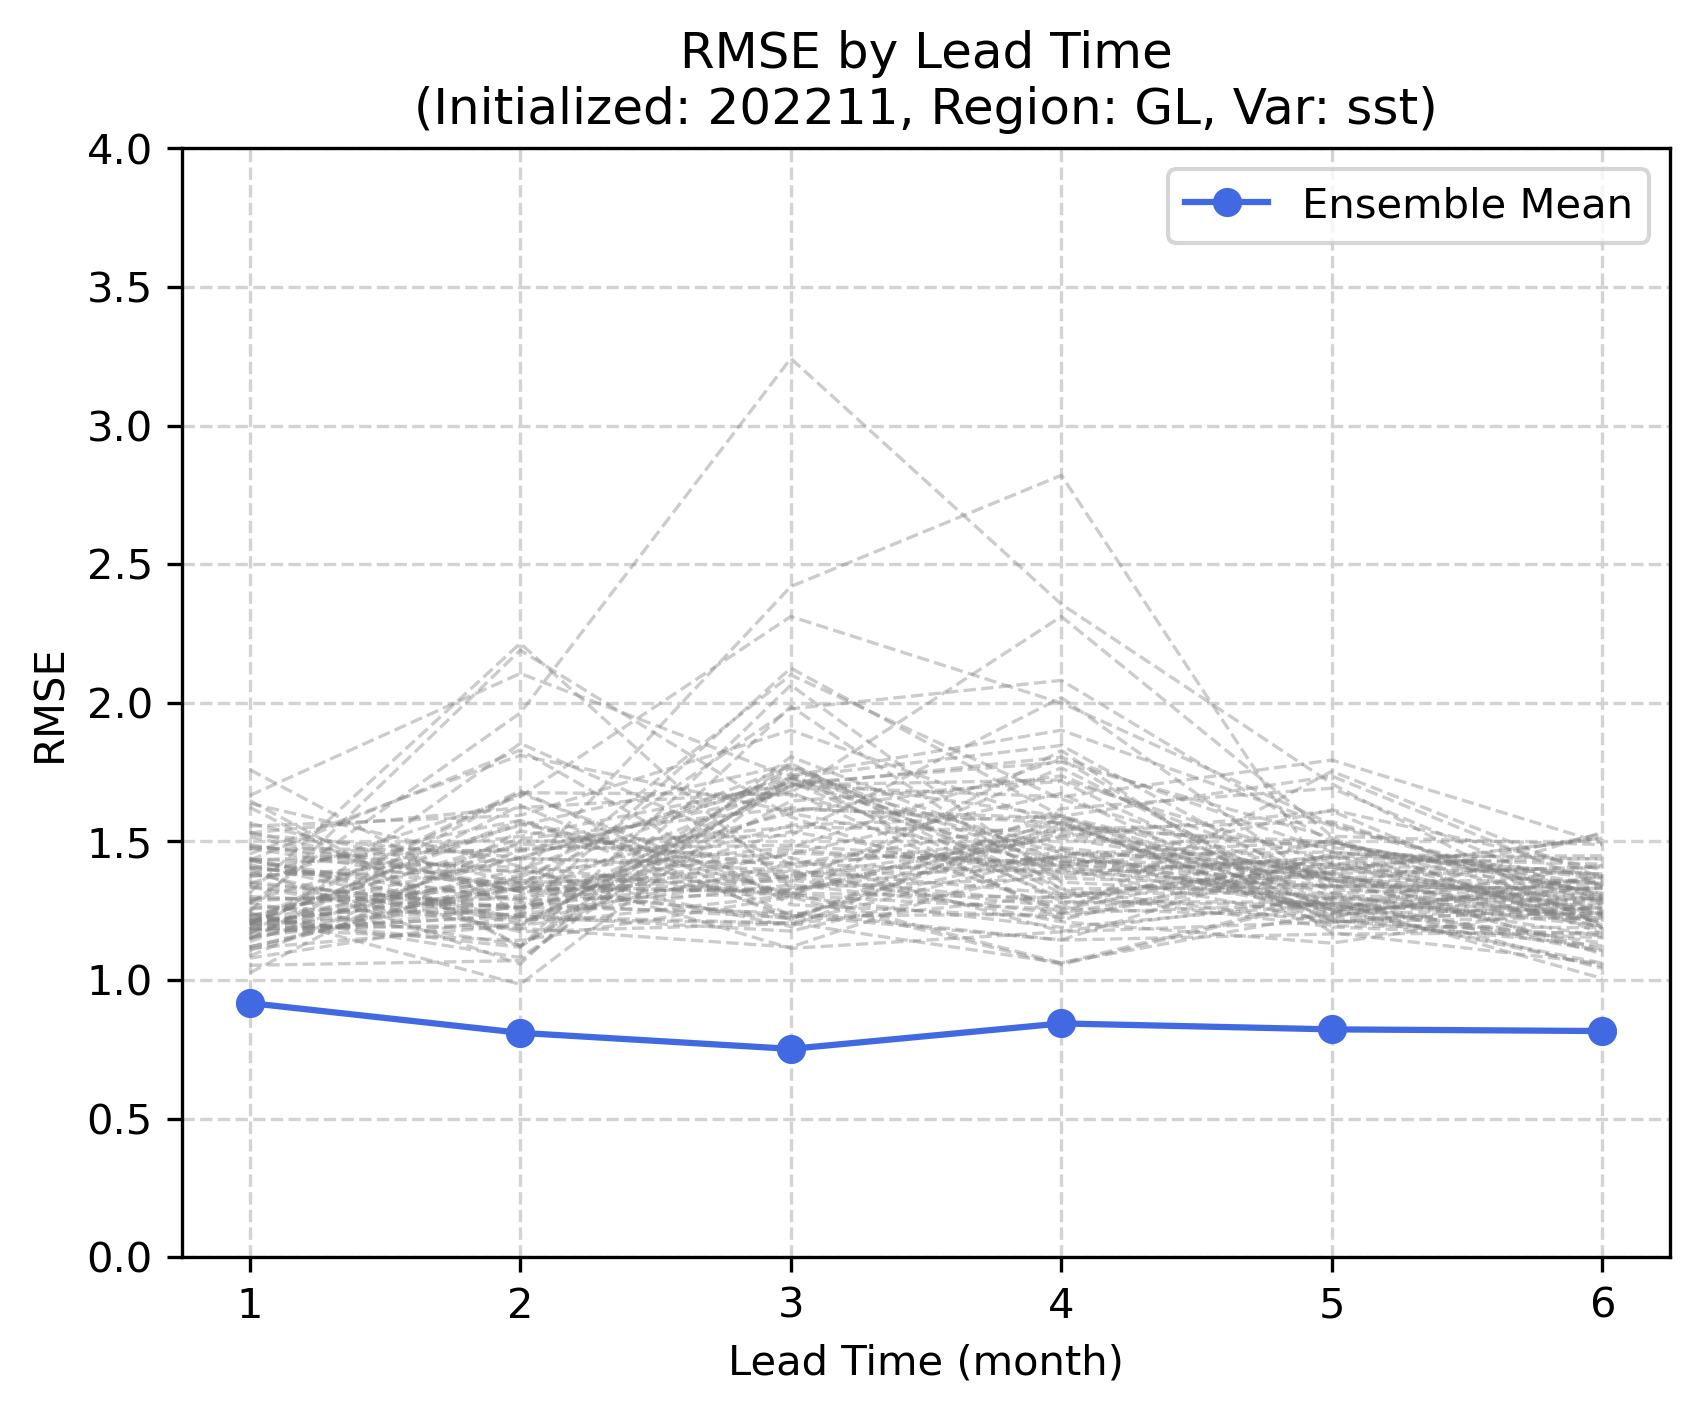 RMSE by Lead Time
(Initialized: 202211, Region: GL, Var: sst)
4.0
3.5
3.0
2.5
2.0
1.5
1.0
0.5
0.0
RMSE
Ensemble Mean
1 2 3 4 5 6
Lead Time (month)